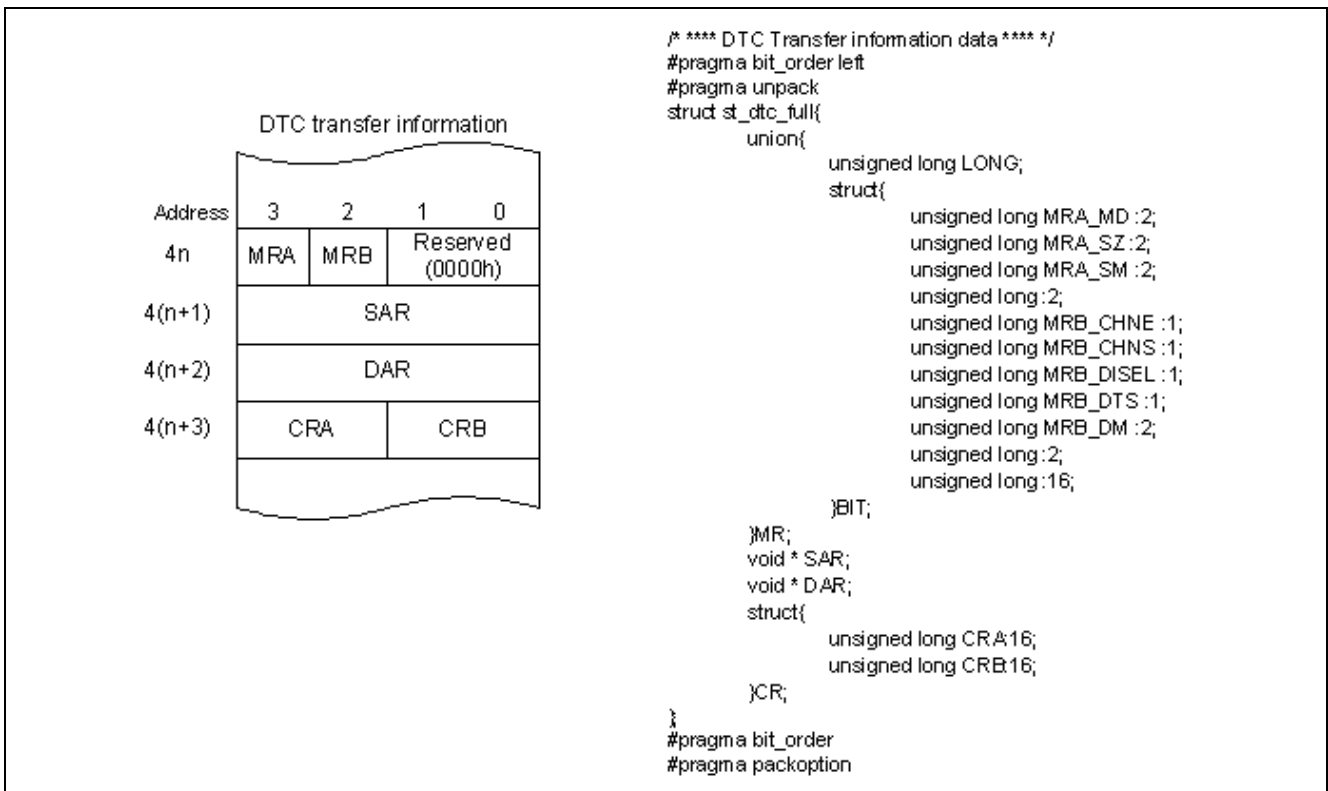 DTC transfer information
Address 3 2 1 0
4n MRA MRB Reserved
(0000h)
4(n+1) SAR
4(n+2) DAR
4(n+3) CRA CRB
/* **** DTC Transfer information data **** */
#pragma bit_order left
#pragma unpack
struct st_dtc_full{
union{
unsigned long LONG;
struct{
unsigned long MRA_MD :2;
unsigned long MRA_SZ :2;
unsigned long MRA_SM :2;
unsigned long :2;
unsigned long MRB_CHNE :1;
unsigned long MRB_CHNS :1;
unsigned long MRB_DISEL :1;
unsigned long MRB_DTS :1;
unsigned long MRB_DM :2;
unsigned long :2;
unsigned long :16;
}BIT;
}MR;
void * SAR;
void * DAR;
struct{
unsigned long CRA:16;
unsigned long CRB:16;
}CR;
};
#pragma bit_order
#pragma packoption